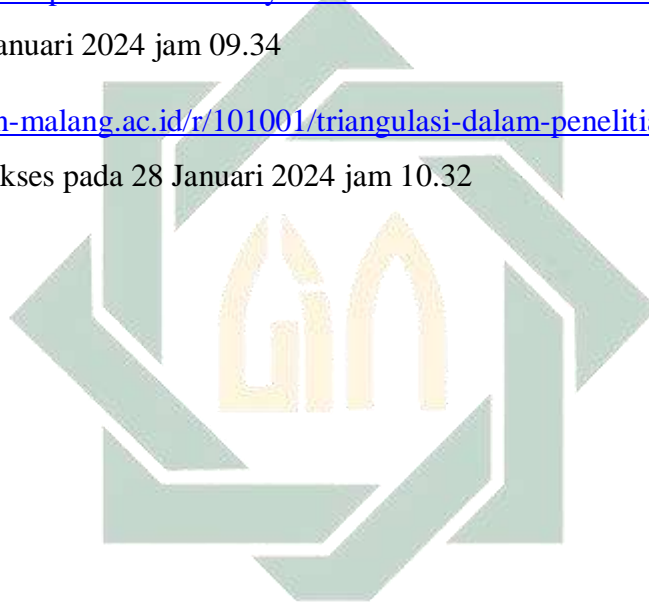 anuari 2024 jam 09.34
n-malang.ac.id/r/101001/triangulasi-dalam-penelitia
kses pada 28 Januari 2024 jam 10.32